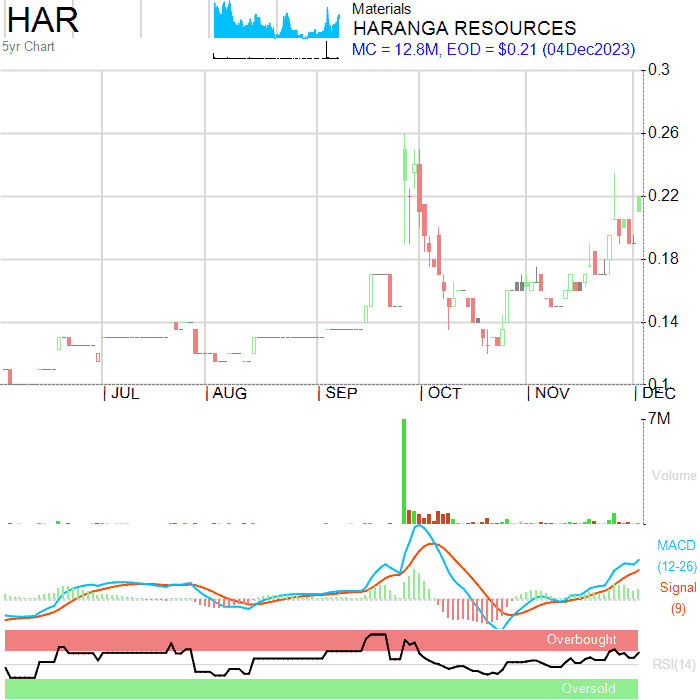 HAR
5yr Chart
Materials
HARANGA RESOURCES
MC = 12.8M, EOD = $0.21 (04Dec2023)
0.3
0.26
0.22
0.18
0.14
0.1
JUL
AUG
SEP
OCT
NOV
DEC
7M
Volume
MACD
(12-26)
Signal
(9)
Overbought
RSI(14)
Oversold